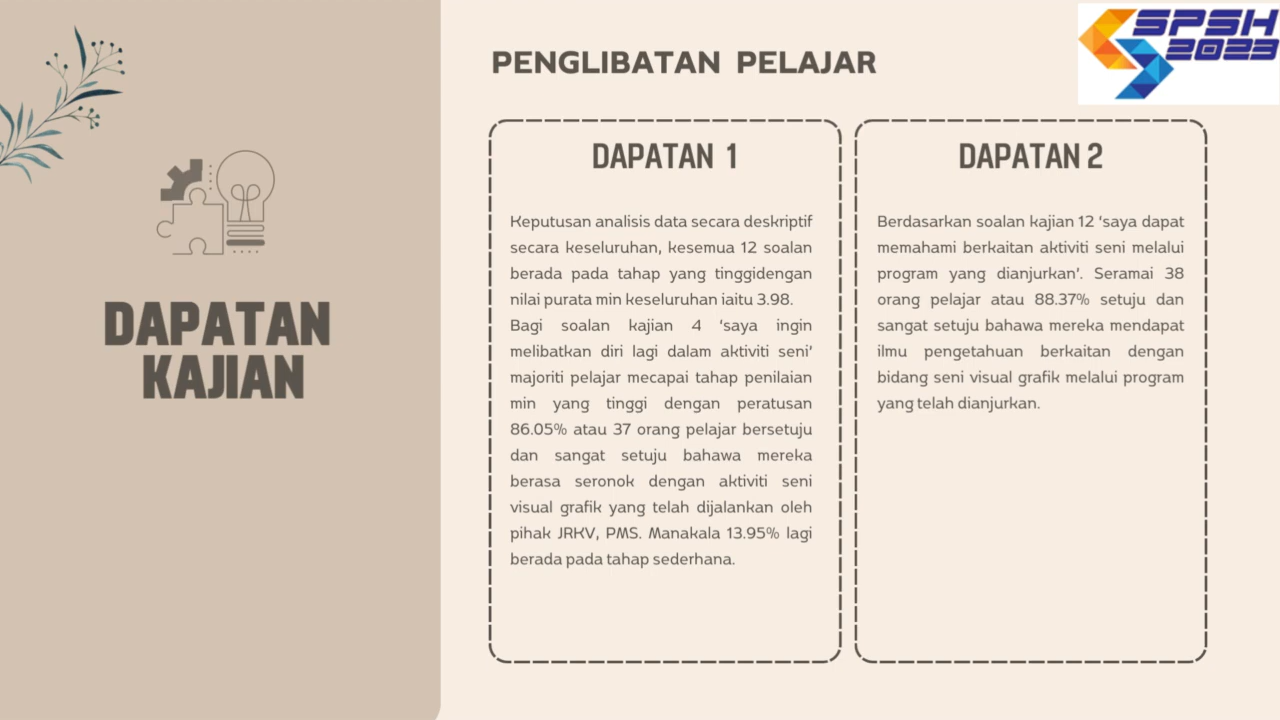 SPSH
2023
PENGLIBATAN PELAJAR
DAPATAN
KAJIAN
DAPATAN 1
Keputusan analisis data secara deskriptif
secara keseluruhan, kesemua 12 soalan
berada pada tahap yang tinggidengan
nilai purata min keseluruhan iaitu 3.98.
Bagi soalan kajian 4 ‘saya ingin
melibatkan diri lagi dalam aktiviti seni’
majoriti pelajar mecapai tahap penilaian
min yang tinggi dengan peratusan
86.05% atau 37 orang pelajar bersetuju
dan sangat setuju bahawa mereka
berasa seronok dengan aktiviti seni
visual grafik yang telah dijalankan oleh
pihak JRKV, PMS. Manakala 13.95% lagi
berada pada tahap sederhana.
DAPATAN 2
Berdasarkan soalan kajian 12 ‘saya dapat
memahami berkaitan aktiviti seni melalui
program yang dianjurkan’. Seramai 38
orang pelajar atau 88.37% setuju dan
sangat setuju bahawa mereka mendapat
ilmu pengetahuan berkaitan dengan
bidang seni visual grafik melalui program
yang telah dianjurkan.